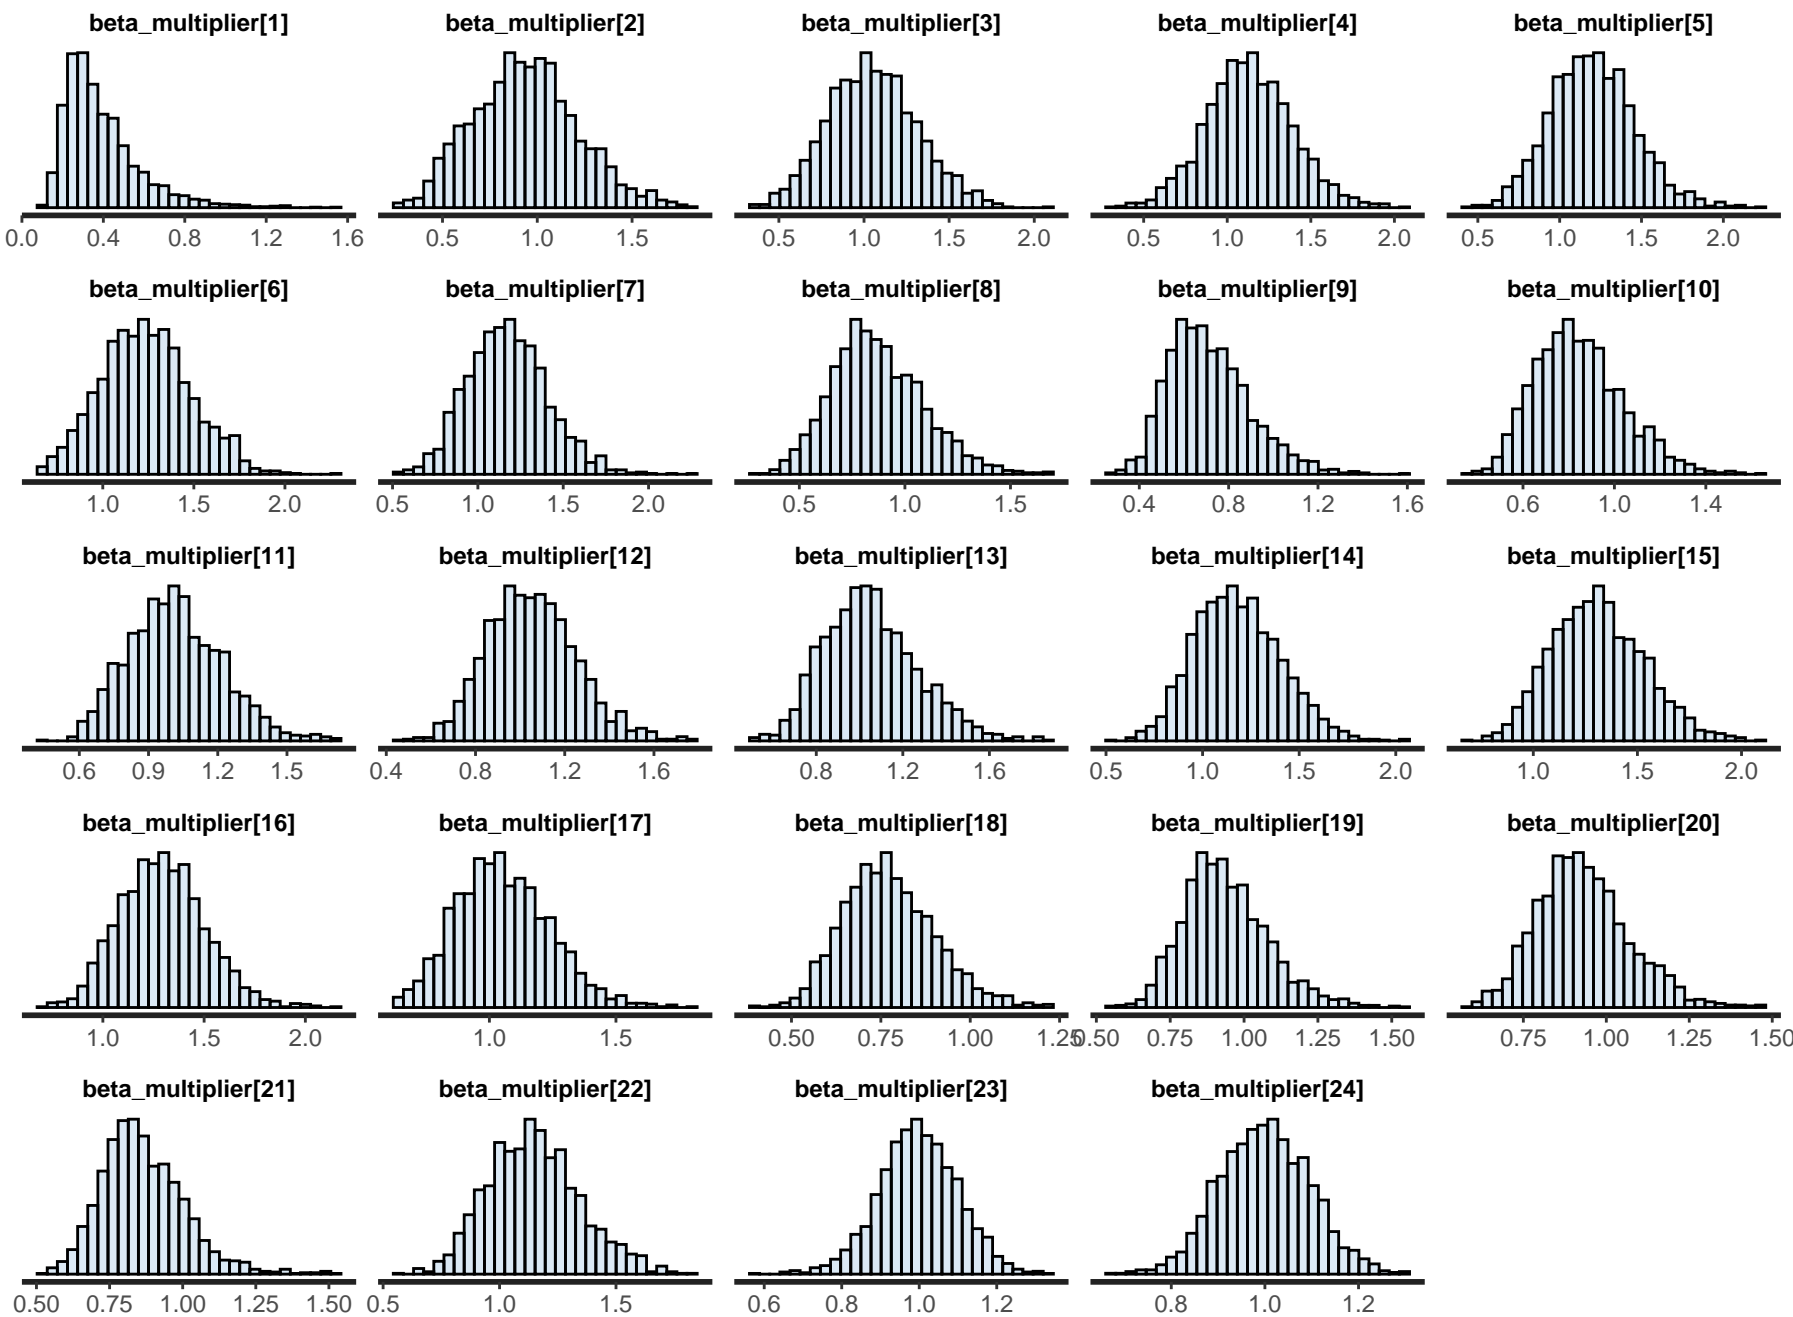 beta_multiplier[1] beta_multiplier[2] beta_multiplier[3] beta_multiplier[4] beta_multiplier[5]
0.0 0.4 0.8 1.2 1.6 0.5 1.0 1.5 0.5 1.0 1.5 2.0 0.5 1.0 1.5 2.0 0.5 1.0 1.5 2.0
beta_multiplier[6] beta_multiplier[7] beta_multiplier[8] beta_multiplier[9] beta_multiplier[10]
1.0 1.5 2.0 0.5 1.0 1.5 2.0 0.5 1.0 1.5 0.4 0.8 1.2 1.6 0.6 1.0 1.4
beta_multiplier[11] beta_multiplier[12] beta_multiplier[13] beta_multiplier[14] beta_multiplier[15]
0.6 0.9 1.2 1.5 0.4 0.8 1.2 1.6 0.8 1.2 1.6 0.5 1.0 1.5 2.0 1.0 1.5 2.0
beta_multiplier[16] beta_multiplier[17] beta_multiplier[18] beta_multiplier[19] beta_multiplier[20]
1.0 1.5 2.0 1.0 1.5 0.50 0.75 1.00 1.25 0.50 0.75 1.00 1.25 1.50 0.75 1.00 1.25 1.50
beta_multiplier[21] beta_multiplier[22] beta_multiplier[23] beta_multiplier[24]
0.50 0.75 1.00 1.25 1.50 0.5 1.0 1.5 0.6 0.8 1.0 1.2 0.8 1.0 1.2